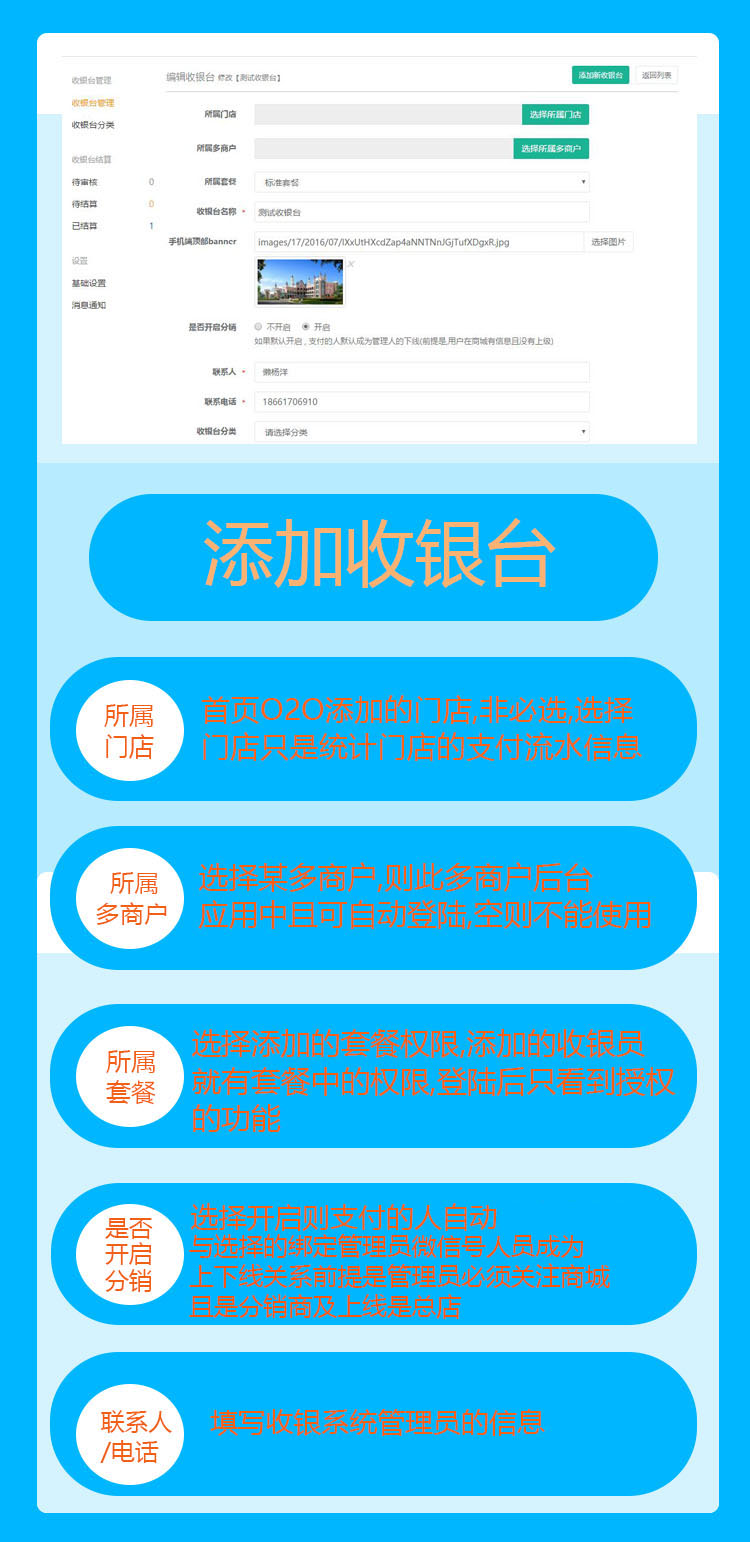 收银台管理
收银台管理
收银台分类
收银台结算
待审核 0
待结算 0
已结算 1
设置
基础设置
消息通知
编辑收银台 修改【测试收银台】
添加新收银台 返回列表
所属门店 选择所属门店
所属多商户 选择所属多商户
所属套餐 标准套餐
收银台名称 * 测试收银台
手机端顶部banner images/17/2016/07/IXxUtHXcdZap4aNNTNnJGjTufXDgxR.jpg 选择图片
是否开启分销 不开启 开启
如果默认开启，支付的人默认成为管理人的下线(前提是,用户在商城有信息且没有上级)
联系人 * 懒杨洋
联系电话 * 18661706910
收银台分类 请选择分类
添加收银台
所属
门店
首页O2O添加的门店,非必选,选择
门店只是统计门店的支付流水信息
所属
多商户
选择某多商户,则此多商户后台
应用中且可自动登陆,空则不能使用
所属
套餐
选择添加的套餐权限,添加的收银员
就有套餐中的权限,登陆后只看到授权
的功能
是否
开启
分销
选择开启则支付的人自动
与选择的绑定管理员微信号人员成为
上下线关系前提是管理员必须关注商城
且是分销商及上线是总店
联系人
/电话
填写收银系统管理员的信息